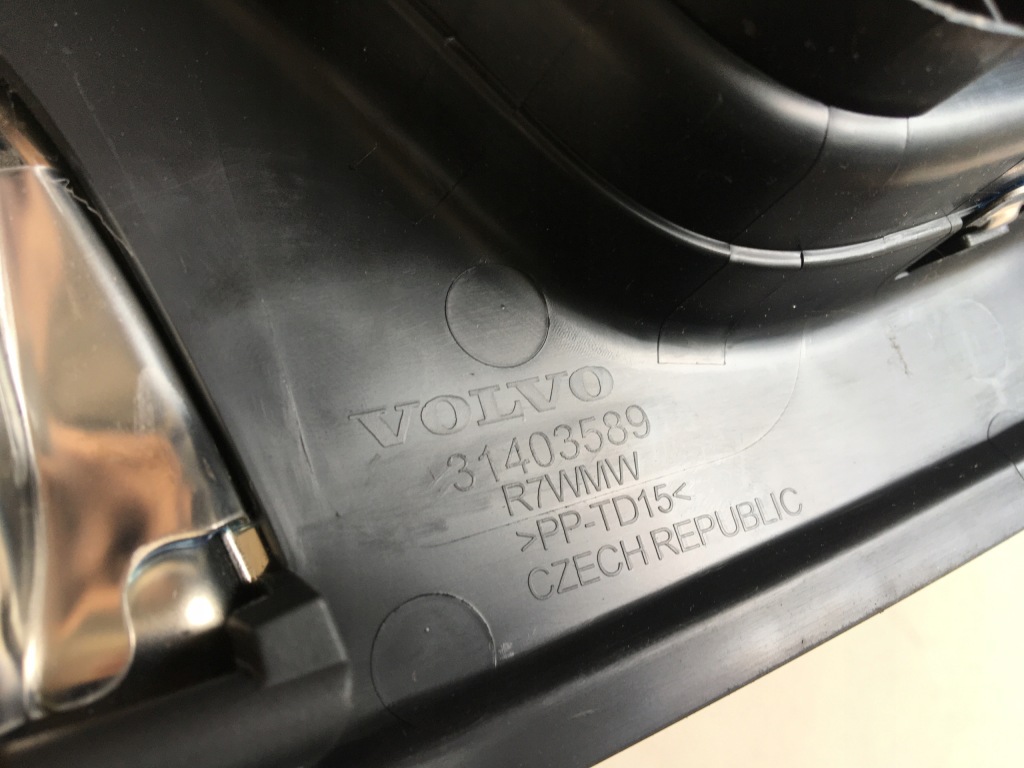 VOLVO
31403589
R7WMW
>PP-TD15<
CZECH REPUBLIC